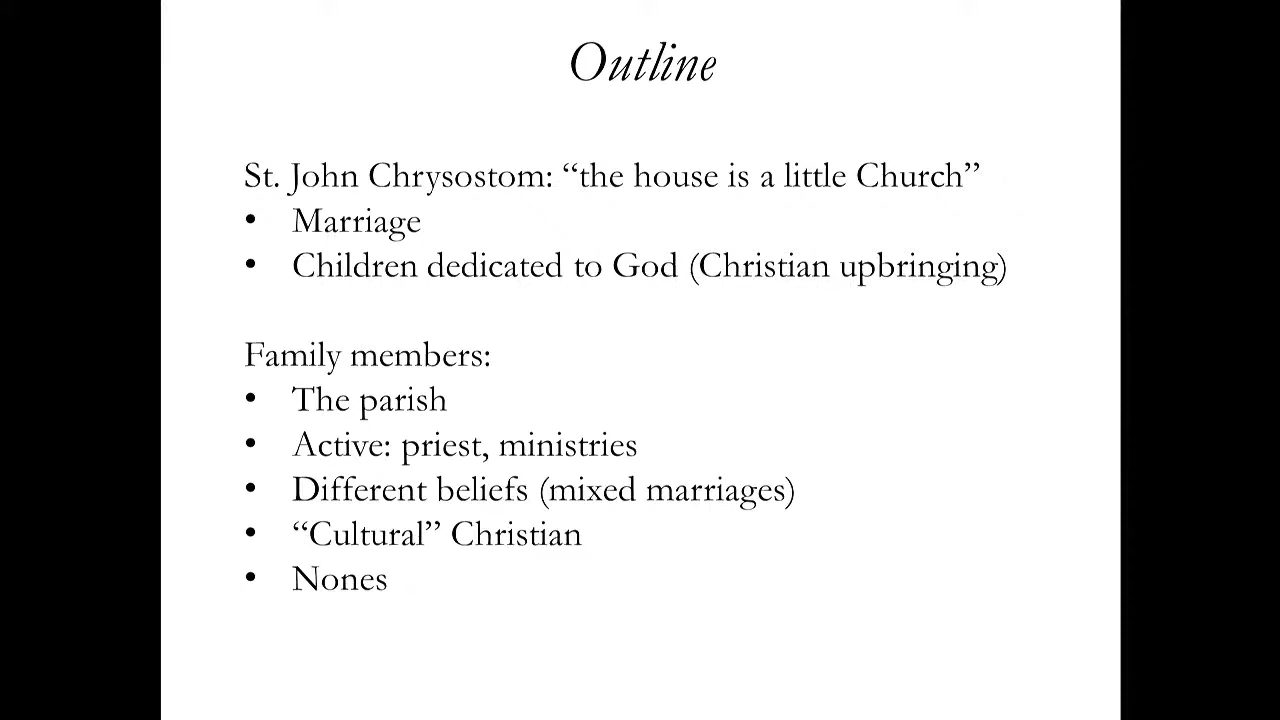 Outline
St. John Chrysostom: “the house is a little Church”
• Marriage
• Children dedicated to God (Christian upbringing)
Family members:
• The parish
• Active: priest, ministries
• Different beliefs (mixed marriages)
• “Cultural” Christian
• Nones